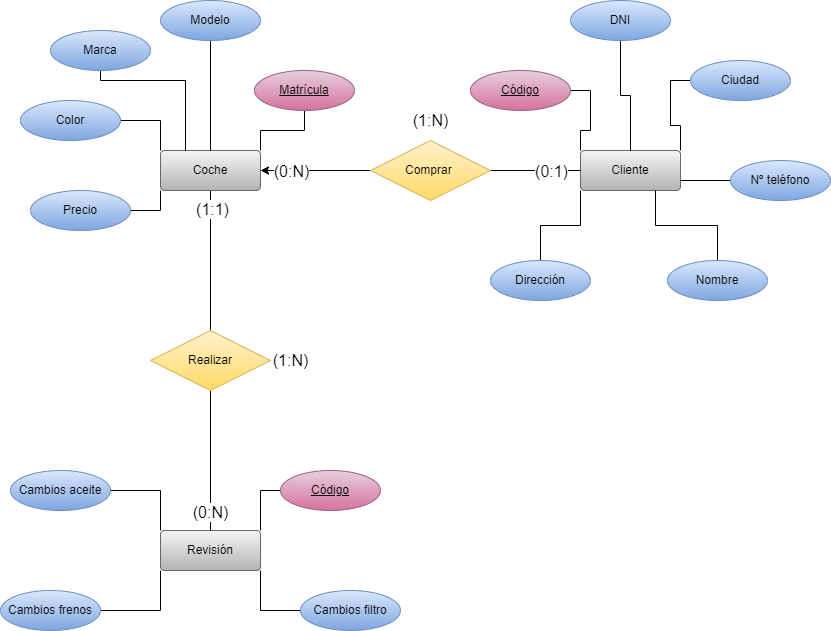 Modelo
DNI
Marca
Ciudad
Matrícula
Código
Color
(1:N)
Coche
(0:N)
Comprar
(0:1)
Cliente
Nº teléfono
Precio
(1:1)
Dirección
Nombre
Realizar
(1:N)
Cambios aceite
Código
(0:N)
Revisión
Cambios frenos
Cambios filtro